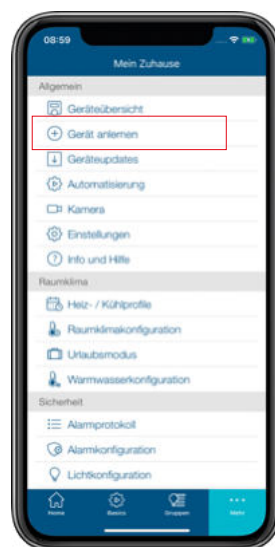 08:59
Mein Zuhause
Allgemein
Geräteübersicht
Gerät anlernen
Geräteupdates
Automatisierung
Kamera
Einstellungen
Info und Hilfe
Raumklima
Heiz- / Kühlprofile
Raumklimakonfiguration
Urlaubsmodus
Warmwasserkonfiguration
Sicherheit
Alarmprotokoll
Alarmkonfiguration
Lichtkonfiguration
Home
Basics
Gruppen
Mehr